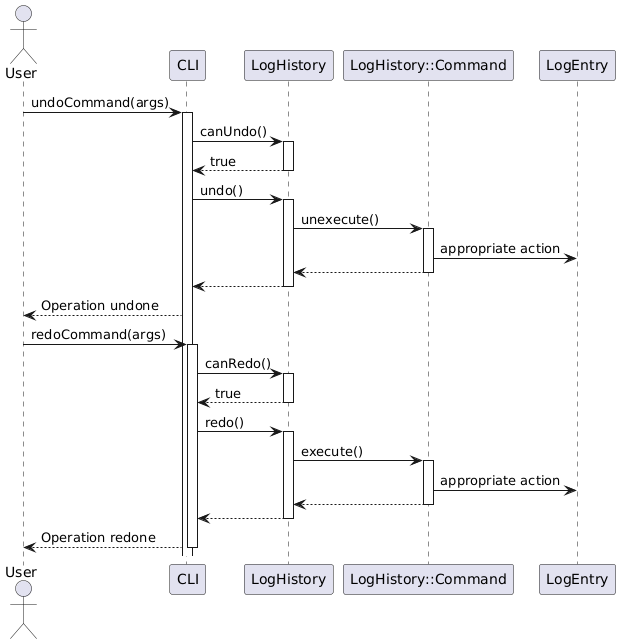 User
CLI
LogHistory
LogHistory::Command
LogEntry
undoCommand(args)
canUndo()
true
undo()
unexecute()
appropriate action
Operation undone
redoCommand(args)
canRedo()
true
redo()
execute()
appropriate action
Operation redone
User
CLI
LogHistory
LogHistory::Command
LogEntry